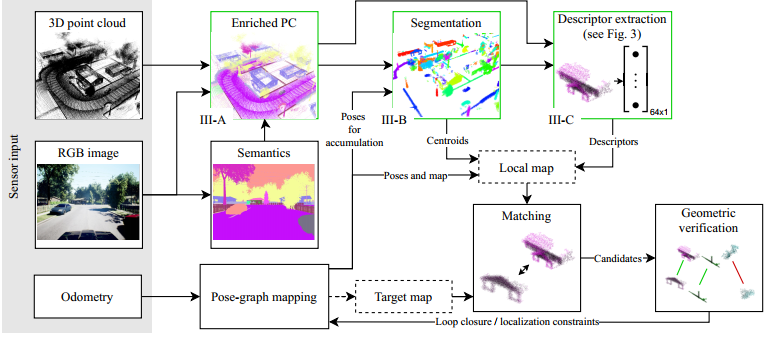 Sensor input
3D point cloud
Enriched PC
III-A
Segmentation
III-B
Descriptor extraction
(see Fig. 3)
64x1
III-C
Poses
for
accumulation
Centroids
Descriptors
RGB image
Semantics
Poses and map
Local map
Matching
Geometric
verification
Candidates
Odometry
Pose-graph mapping
Target map
Loop closure / localization constraints